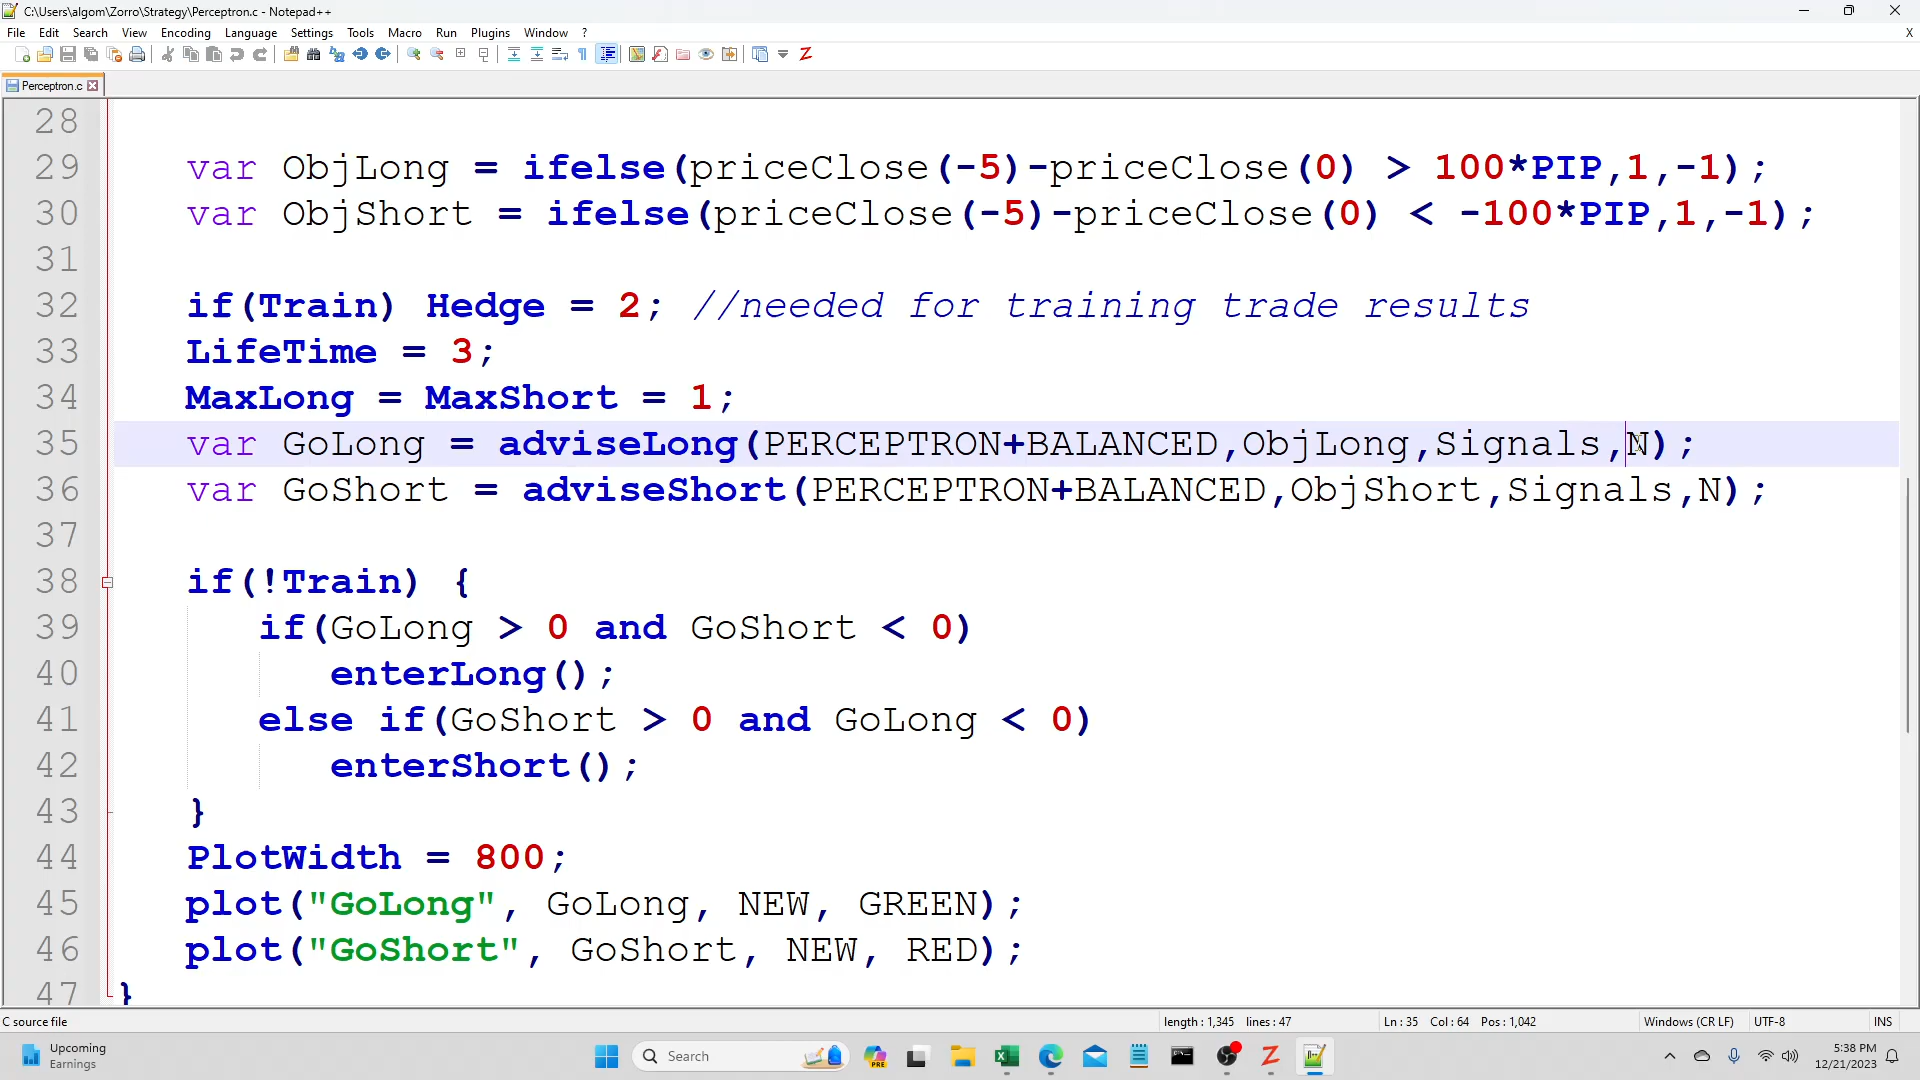 C:\Users\algom\Zorro\Strategy\Perceptron.c - Notepad++
File Edit Search View Encoding Language Settings Tools Macro Run Plugins Window ? X
Perceptron.c
28
29 var ObjLong = ifelse(priceClose(-5)-priceClose(0) > 100*PIP,1,-1);
30 var ObjShort = ifelse(priceClose(-5)-priceClose(0) < -100*PIP,1,-1);
31
32 if(Train) Hedge = 2; //needed for training trade results
33 LifeTime = 3;
34 MaxLong = MaxShort = 1;
35 var GoLong = adviseLong(PERCEPTRON+BALANCED,ObjLong,Signals,N);
36 var GoShort = adviseShort(PERCEPTRON+BALANCED,ObjShort,Signals,N);
37
38 if(!Train) {
39 if(GoLong > 0 and GoShort < 0)
40 enterLong();
41 else if(GoShort > 0 and GoLong < 0)
42 enterShort();
43 }
44 PlotWidth = 800;
45 plot("GoLong", GoLong, NEW, GREEN);
46 plot("GoShort", GoShort, NEW, RED);
47 }
C source file length : 1,345 lines : 47 Ln : 35 Col : 64 Pos : 1,042 Windows (CR LF) UTF-8 INS
Upcoming
Earnings
Search
PRE
5:38 PM
12/21/2023